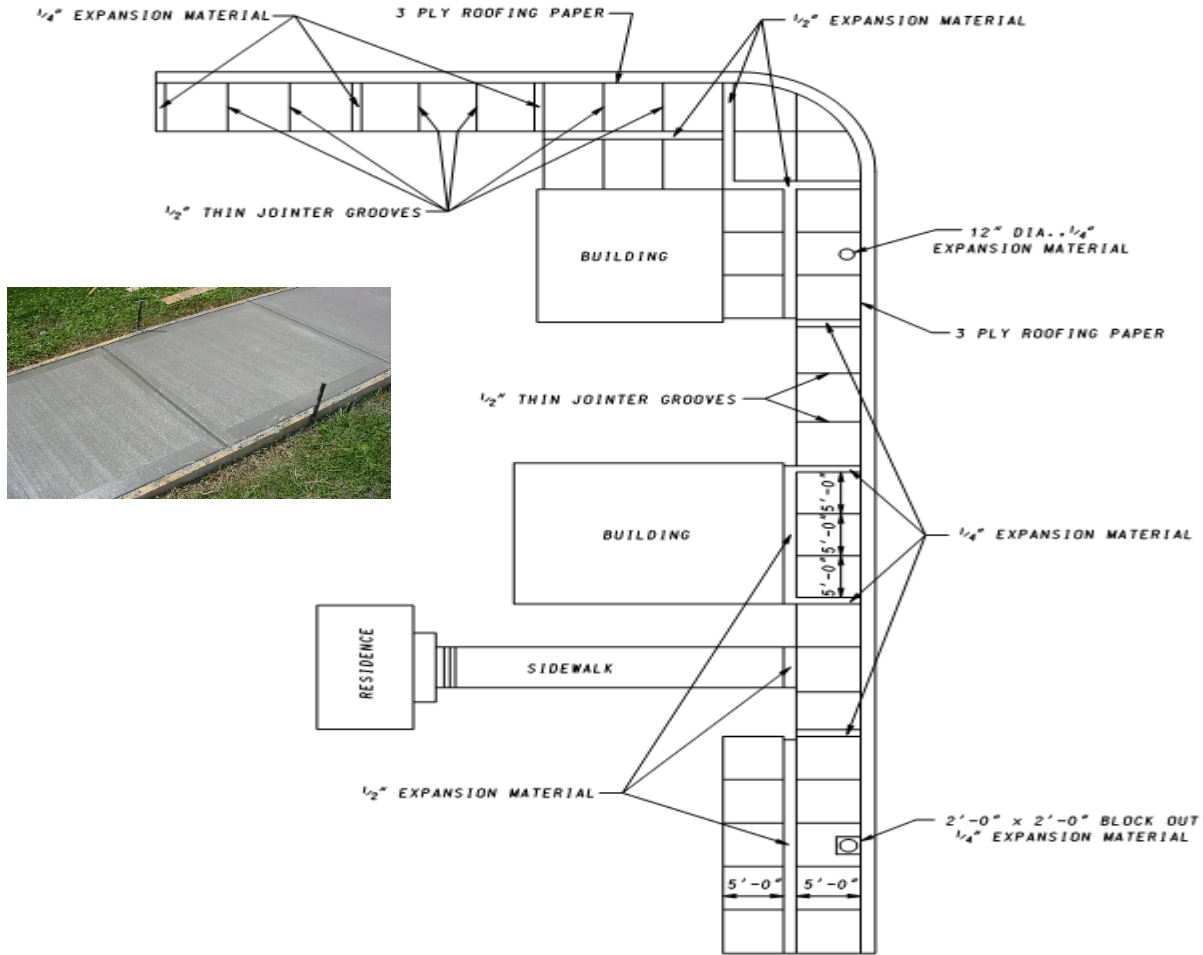 ¼" EXPANSION MATERIAL
3 PLY ROOFING PAPER
½" EXPANSION MATERIAL
½" THIN JOINTER GROOVES
BUILDING
12" DIA., ¼"
EXPANSION MATERIAL
3 PLY ROOFING PAPER
½" THIN JOINTER GROOVES
5'-0"
5'-0"
5'-0"
BUILDING
¼" EXPANSION MATERIAL
RESIDENCE
SIDEWALK
½" EXPANSION MATERIAL
2'-0" x 2'-0" BLOCK OUT
¼" EXPANSION MATERIAL
5'-0" 5'-0"